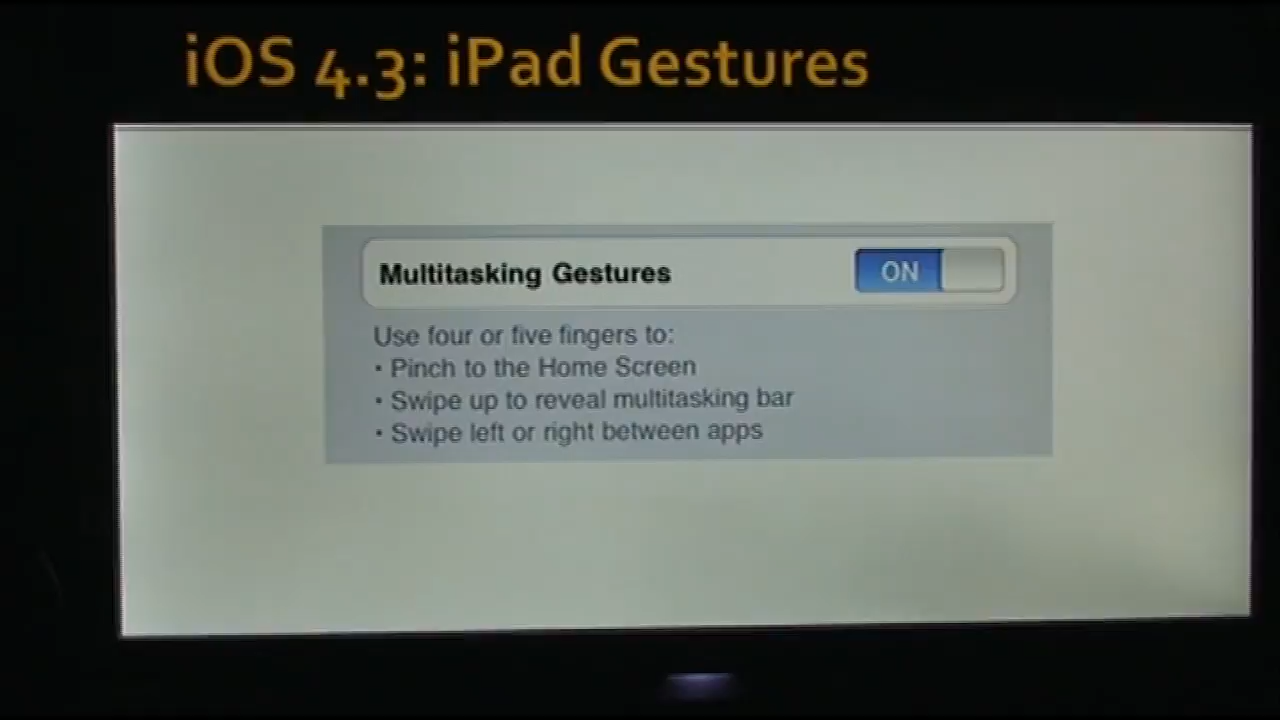 iOS 4.3: iPad Gestures
Multitasking Gestures ON
Use four or five fingers to:
• Pinch to the Home Screen
• Swipe up to reveal multitasking bar
• Swipe left or right between apps